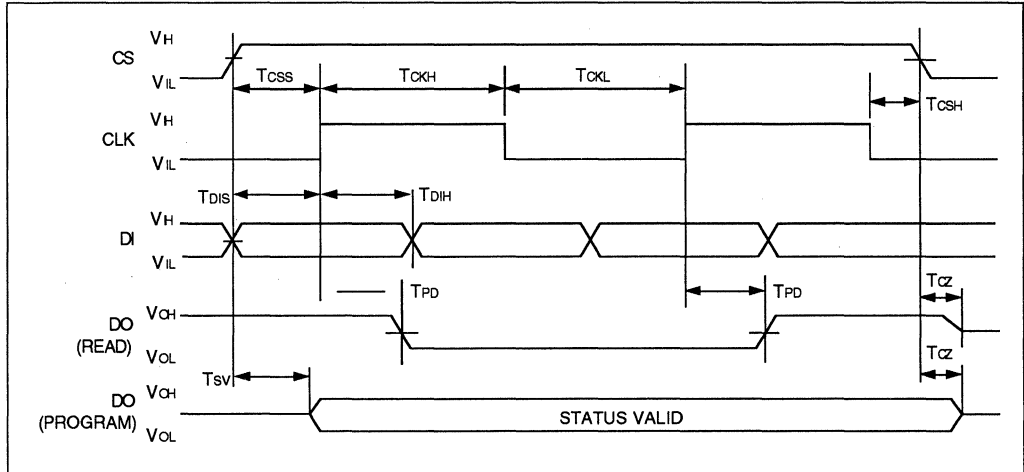 CS
VIH
VIL
TCSS
TCKH
TCKL
TCSH
CLK
VIH
VIL
TDIS
TDIH
DI
VIH
VIL
TPD
TPD
TCZ
DO
(READ)
VOH
VOL
TSV
TCZ
DO
(PROGRAM)
VOH
VOL
STATUS VALID